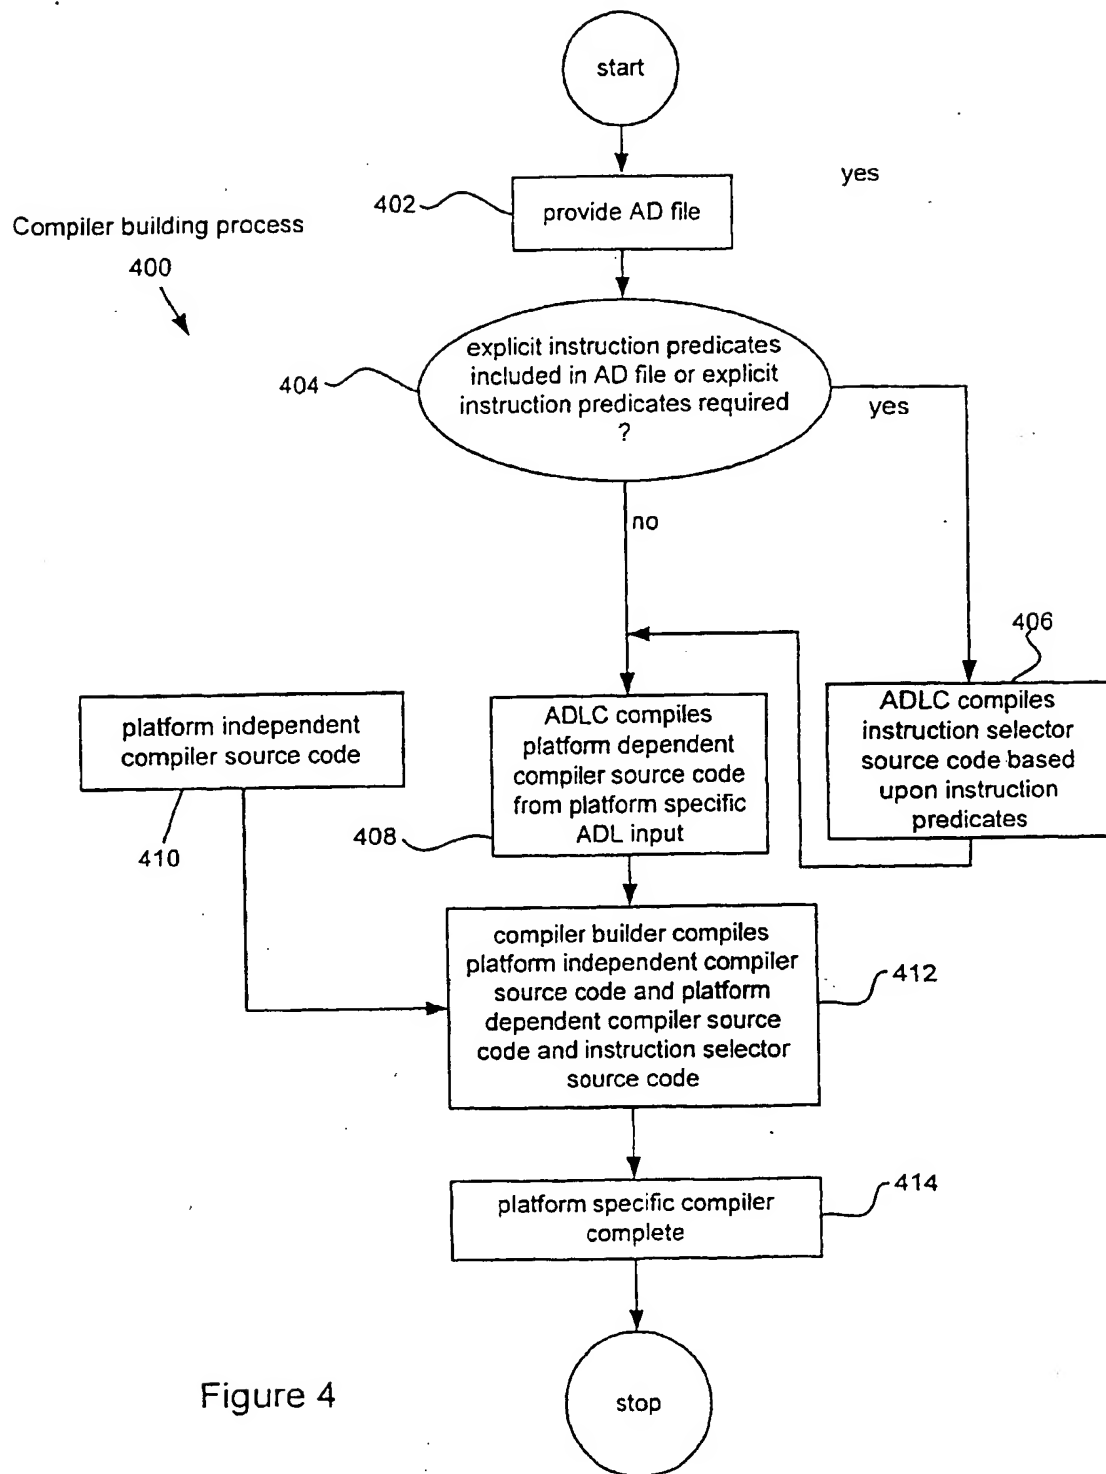 start
yes
402
provide AD file
Compiler building process
400
explicit instruction predicates
included in AD file or explicit
instruction predicates required
?
404
yes
no
406
platform independent
compiler source code
ADLC compiles
platform dependent
compiler source code
from platform specific
ADL input
ADLC compiles
instruction selector
source code based
upon instruction
predicates
410
408
compiler builder compiles
platform independent compiler
source code and platform
dependent compiler source
code and instruction selector
source code
412
platform specific compiler
complete
414
Figure 4
stop